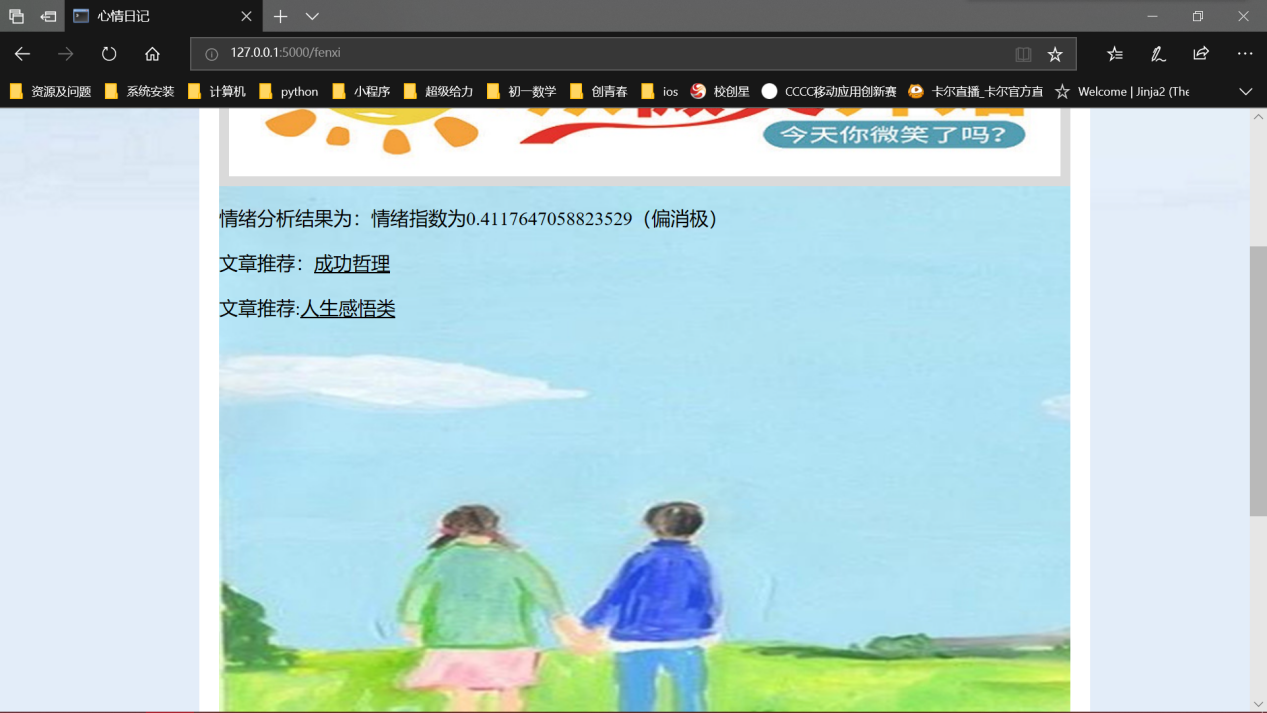 心情日记
127.0.0.1:5000/fenxi
资源及问题 系统安装 计算机 python 小程序 超级给力 初一数学 创青春 ios 校创星 CCCC移动应用创新赛 卡尔直播_卡尔官方直 Welcome | Jinja2 (The
今天你微笑了吗?
情绪分析结果为：情绪指数为0.4117647058823529（偏消极）
文章推荐：成功哲理
文章推荐:人生感悟类